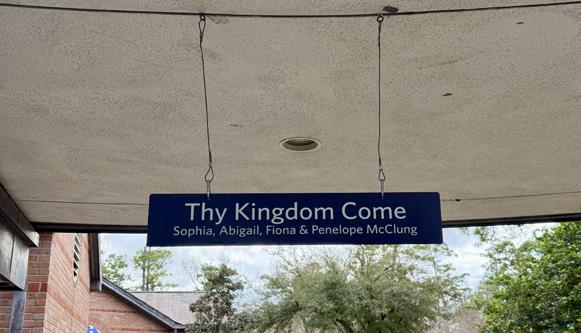 Thy Kingdom Come
Sophia, Abigail, Fiona & Penelope McClung